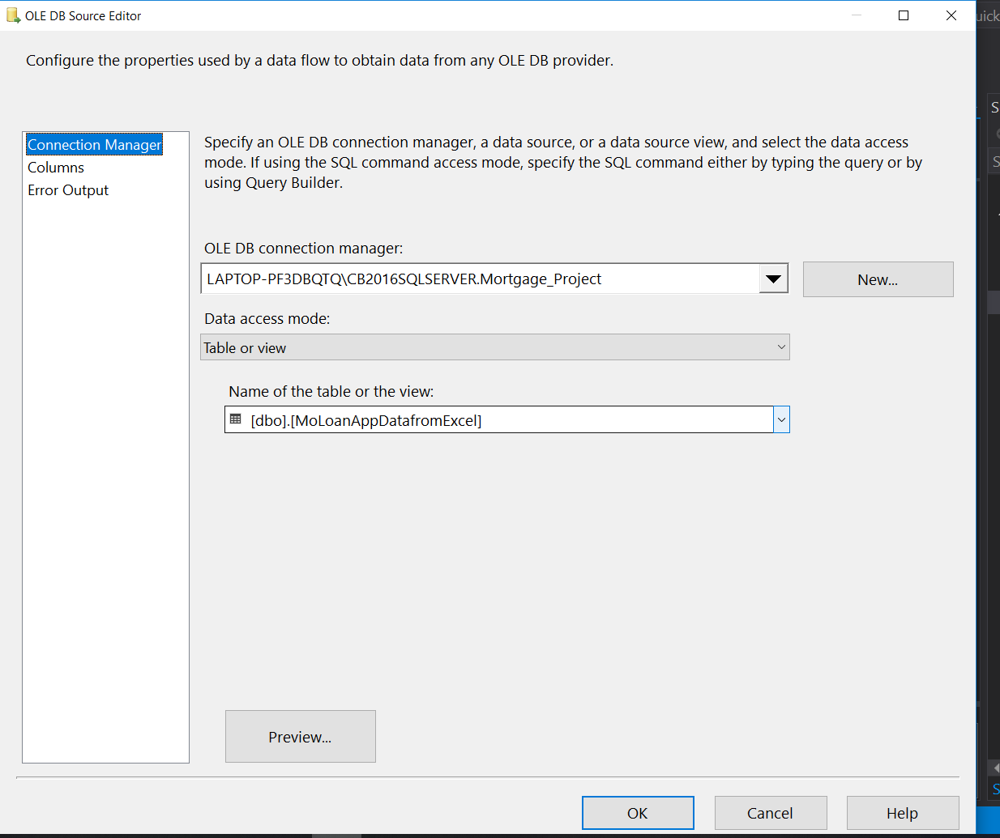 OLE DB Source Editor
uick
Configure the properties used by a data flow to obtain data from any OLE DB provider.
S
Connection Manager
Columns
Error Output
Specify an OLE DB connection manager, a data source, or a data source view, and select the data access
mode. If using the SQL command access mode, specify the SQL command either by typing the query or by
using Query Builder.
S
OLE DB connection manager:
LAPTOP-PF3DBQTQ\CB2016SQLSERVER.Mortgage_Project
New...
Data access mode:
Table or view
Name of the table or the view:
[dbo].[MoLoanAppDatafromExcel]
Preview...
S
OK
Cancel
Help